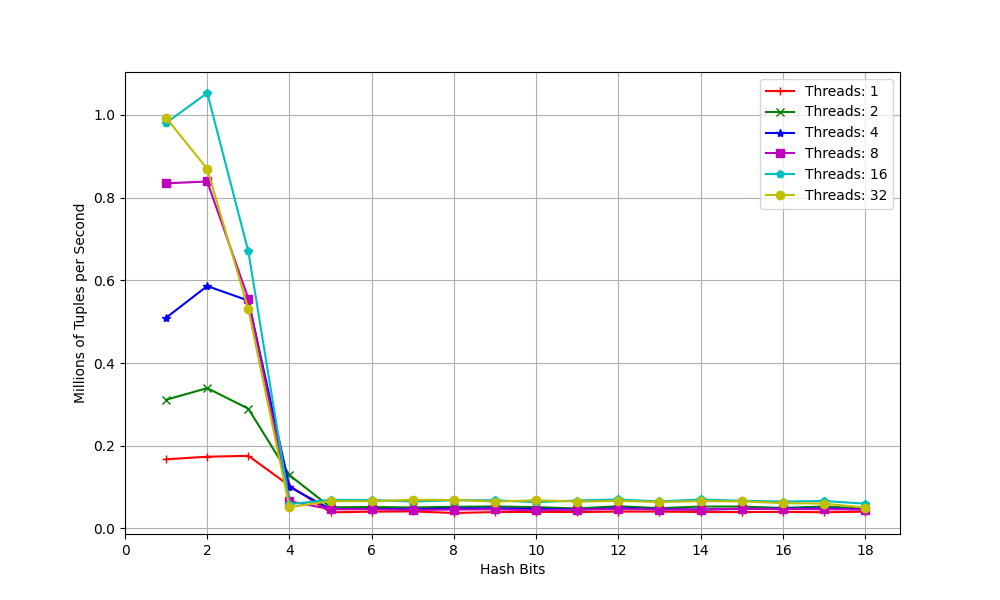 Threads: 1
Threads: 2
Threads: 4
Threads: 8
Threads: 16
Threads: 32
Millions of Tuples per Second
1.0
0.8
0.6
0.4
0.2
0.0
0 2 4 6 8 10 12 14 16 18
Hash Bits